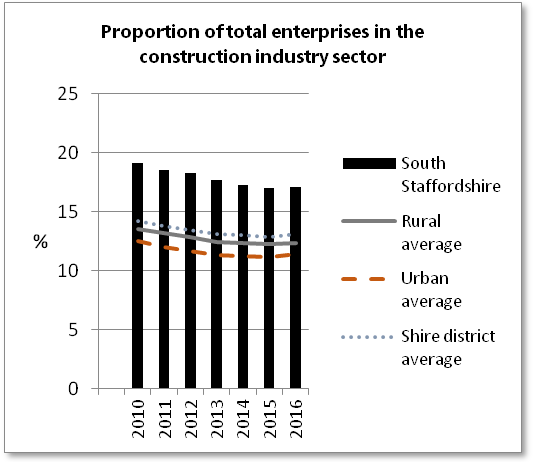 Proportion of total enterprises in the
construction industry sector
25
20
15
10
5
0
%
2010
2011
2012
2013
2014
2015
2016
South
Staffordshire
Rural
average
Urban
average
Shire district
average